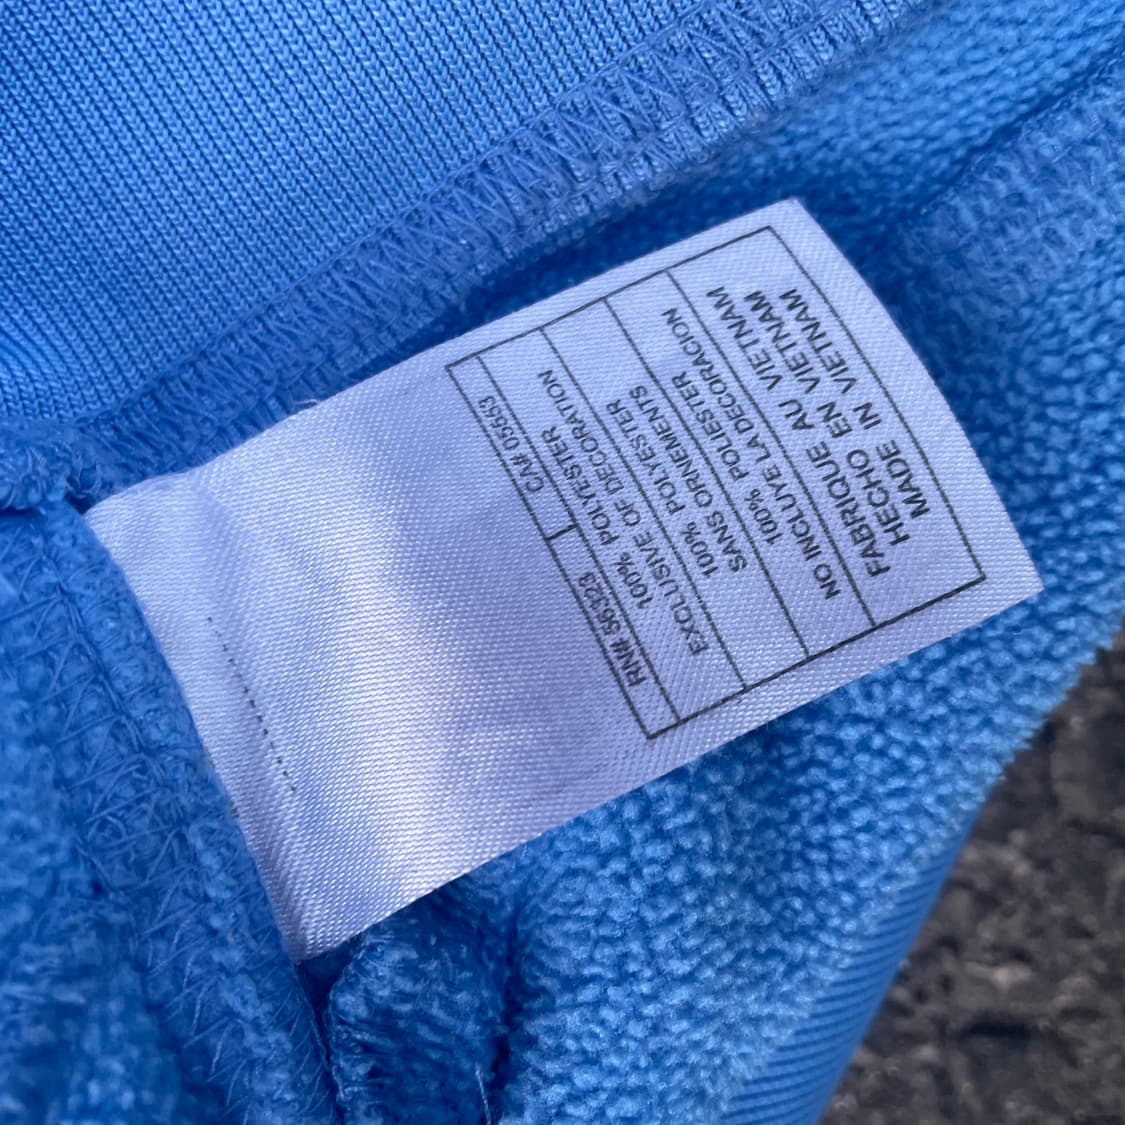 RN# 56323 CA# 05553
100% POLYESTER
EXCLUSIVE OF DECORATION
100% POLYESTER
SANS ORNEMENTS
100% POLIESTER
NO INCLUYE LA DECORACION
FABRIQUE AU VIETNAM
HECHO EN VIETNAM
MADE IN VIETNAM